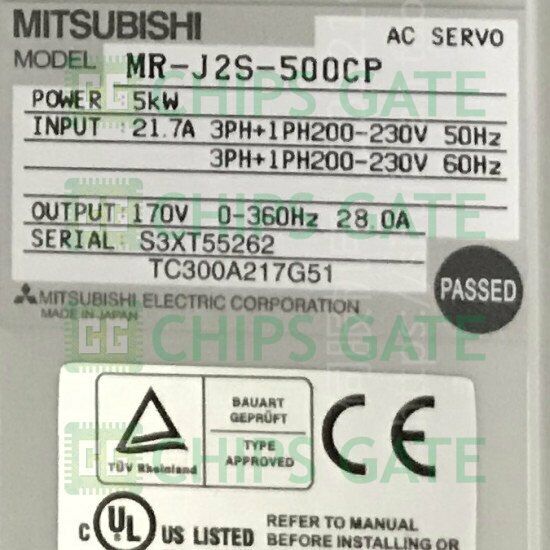 MITSUBISHI
AC SERVO
MODEL MR-J2S-500CP
POWER : 5kW
INPUT : 21.7A 3PH+1PH200-230V 50Hz
3PH+1PH200-230V 60Hz
OUTPUT: 170V 0-360Hz 28.0A
SERIAL: S3XT55262
TC300A217G51
PASSED
MITSUBISHI ELECTRIC CORPORATION
MADE IN JAPAN
CHIPS GATE
CHIPS GATE
CHIPS GATE
CHIPS GATE
BAUART
GEPRÜFT
TYPE
APPROVED
TÜV Rheinland
CE
C UL US LISTED
REFER TO MANUAL
BEFORE INSTALLING OR